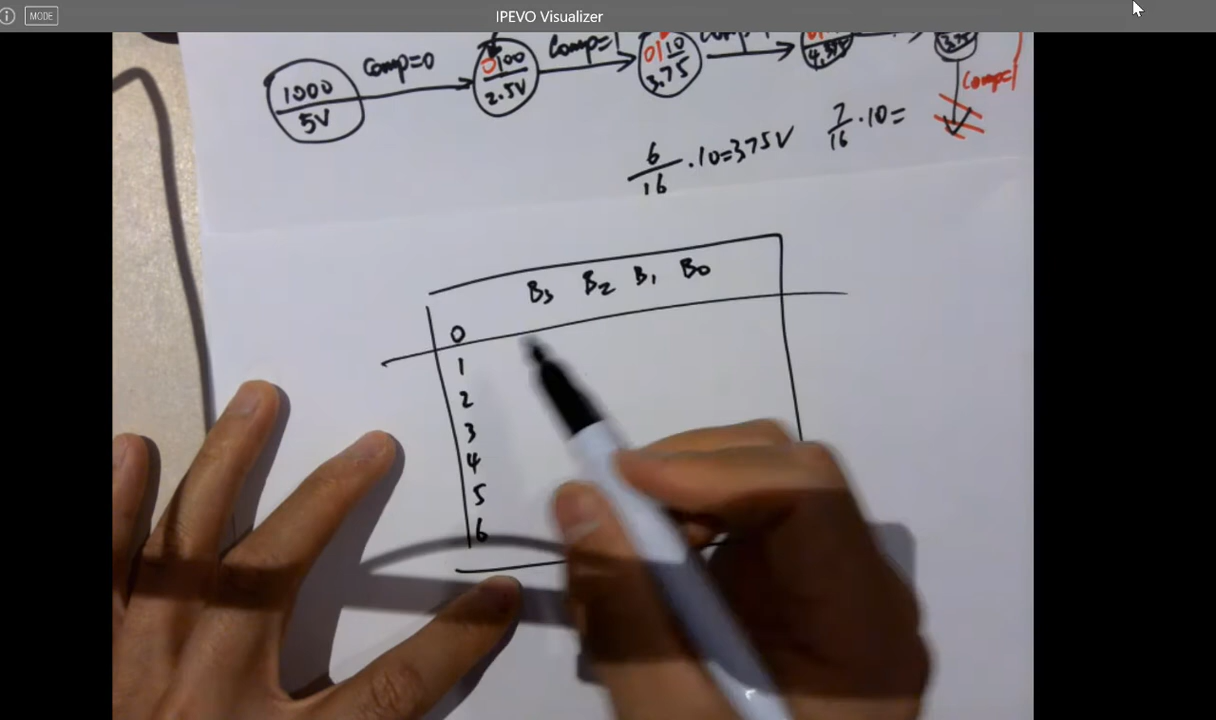 MODE
IPEVO Visualizer
1000
5V
Comp=0
0100
2.5V
Comp=1
0110
3.75
Comp=1
6/16 · 10=3.75V
7/16 · 10=
B3 B2 B1 B0
0
1
2
3
4
5
6